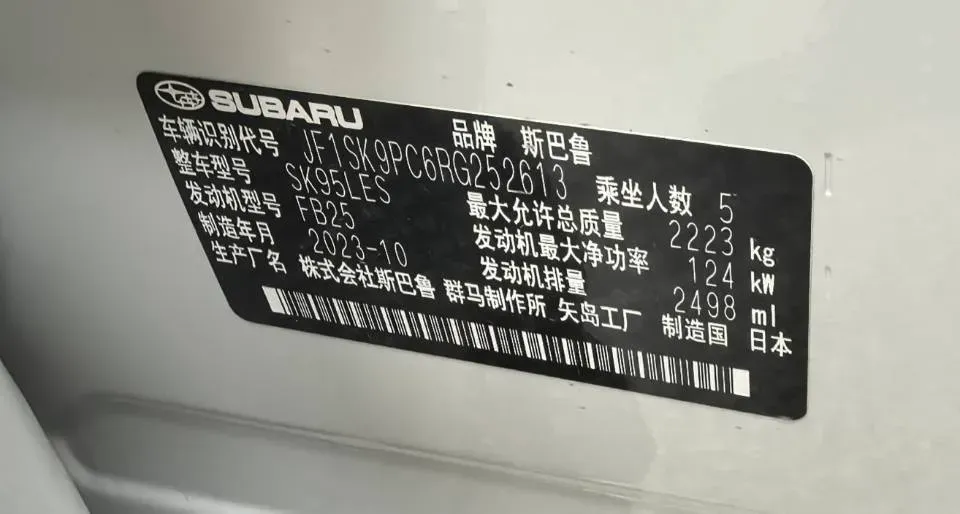 SUBARU 品牌 斯巴鲁
车辆识别代号 JF1SK9PC6RG252613 乘坐人数 5
整车型号 SK95LES 最大允许总质量 2223 kg
发动机型号 FB25 发动机最大净功率 124 kW
制造年月 2023-10 发动机排量 2498 ml
生产厂名 株式会社斯巴鲁 群马制作所 矢岛工厂 制造国 日本